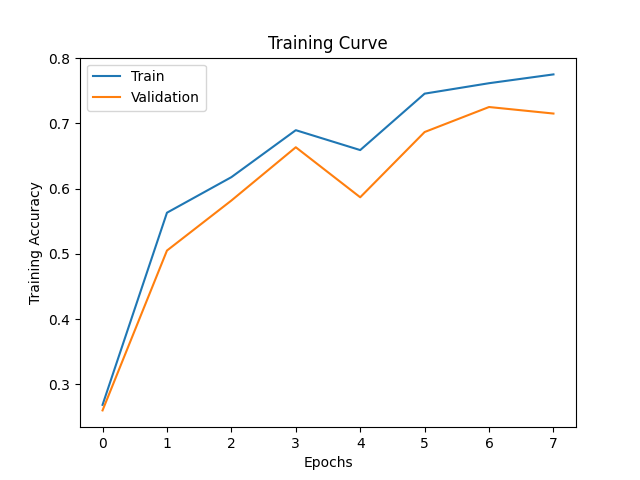 Training Curve
Train
Validation
Training Accuracy
0.8
0.7
0.6
0.5
0.4
0.3
0 1 2 3 4 5 6 7
Epochs